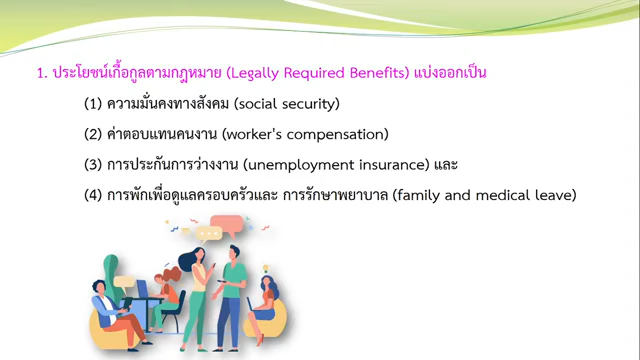 1. ประโยชน์เกื้อกูลตามกฎหมาย (Legally Required Benefits) แบ่งออกเป็น
(1) ความมั่นคงทางสังคม (social security)
(2) ค่าตอบแทนคนงาน (worker's compensation)
(3) การประกันการว่างงาน (unemployment insurance) และ
(4) การพักเพื่อดูแลครอบครัวและ การรักษาพยาบาล (family and medical leave)